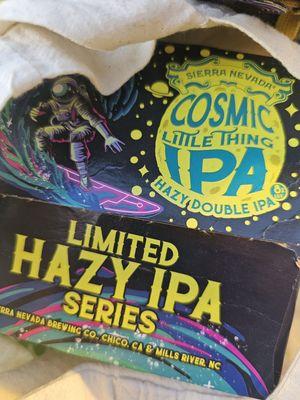 SIERRA NEVADA
COSMIC
LITTLE THING
IPA
HAZY DOUBLE IPA
LIMITED
HAZY IPA
SERIES
NEVADA BREWING CO., CHICO, CA & MILLS RIVER, NC